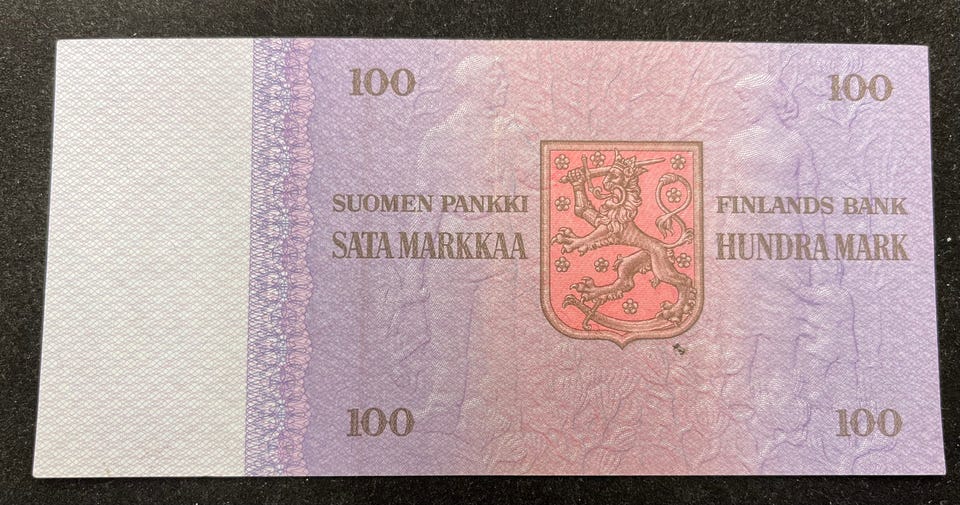 100 100
SUOMEN PANKKI FINLANDS BANK
SATA MARKKAA HUNDRA MARK
100 100